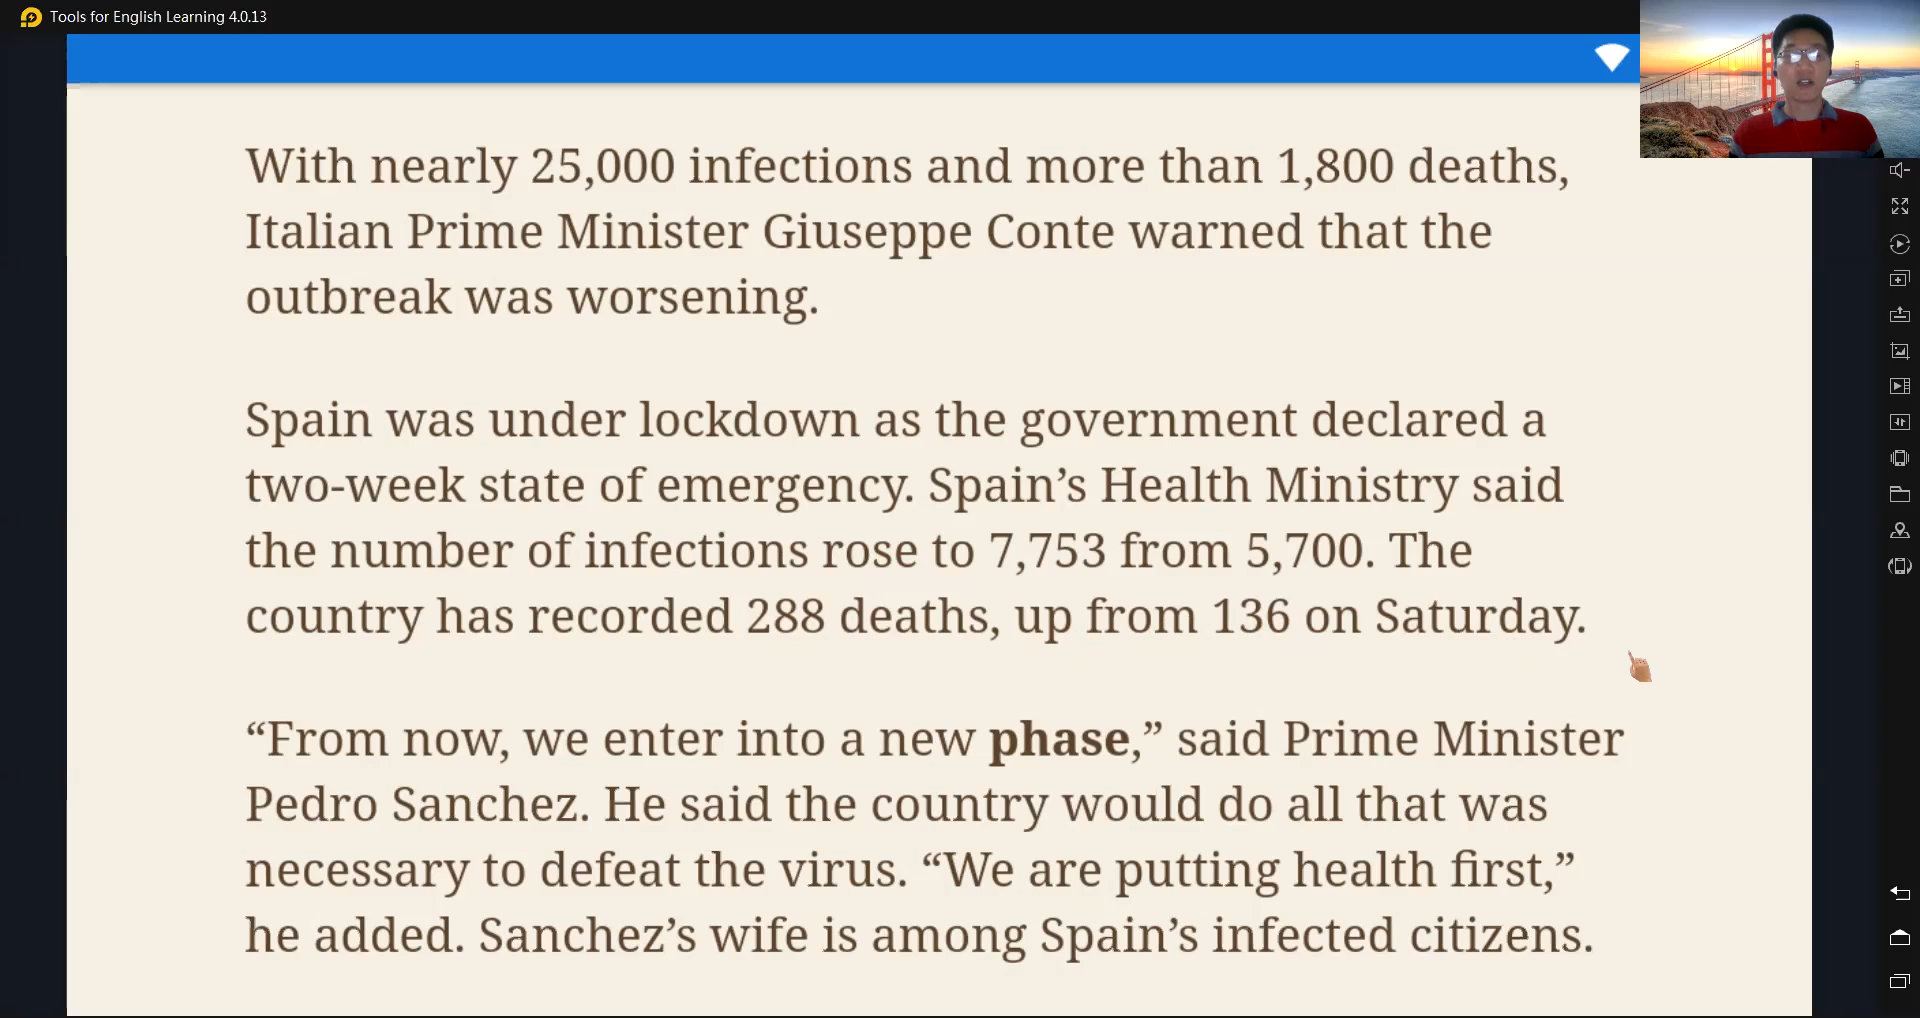 Tools for English Learning 4.0.13
With nearly 25,000 infections and more than 1,800 deaths,
Italian Prime Minister Giuseppe Conte warned that the
outbreak was worsening.
Spain was under lockdown as the government declared a
two-week state of emergency. Spain’s Health Ministry said
the number of infections rose to 7,753 from 5,700. The
country has recorded 288 deaths, up from 136 on Saturday.
“From now, we enter into a new phase,” said Prime Minister
Pedro Sanchez. He said the country would do all that was
necessary to defeat the virus. “We are putting health first,”
he added. Sanchez’s wife is among Spain’s infected citizens.